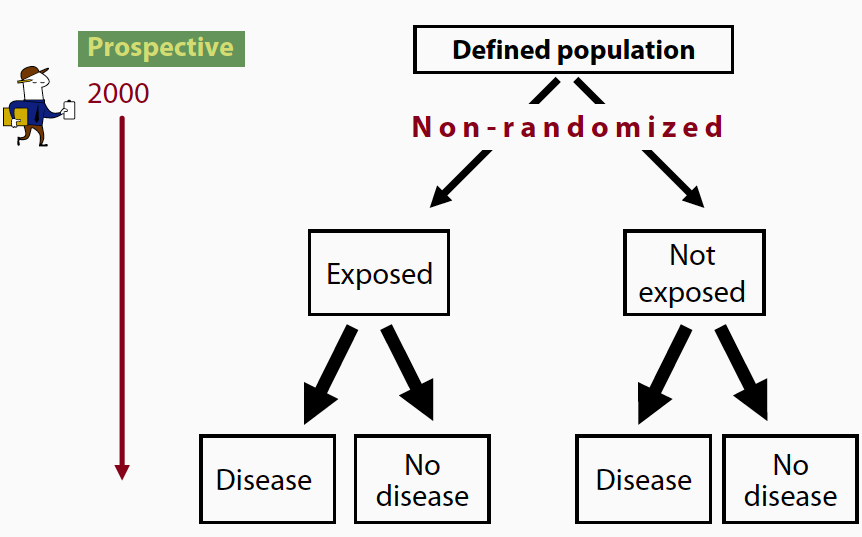 Prospective
2000
Defined population
Non-randomized
Exposed
Not
exposed
Disease
No
disease
Disease
No
disease